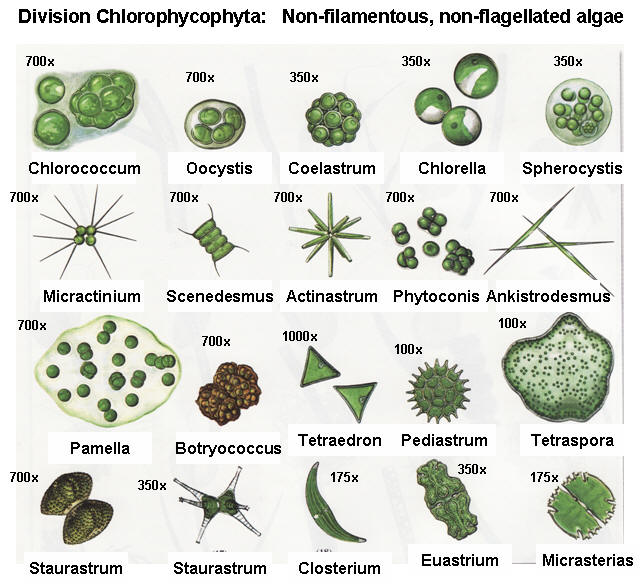 Division Chlorophycophyta: Non-filamentous, non-flagellated algae
700x 700x 350x 350x 350x
Chlorococcum Oocystis Coelastrum Chlorella Spherocystis
700x 700x 700x 700x 700x
Micractinium Scenedesmus Actinastrum Phytoconis Ankistrodesmus
700x 700x 1000x 100x 100x
Pamella Botryococcus Tetraedron Pediastrum Tetraspora
700x 350x 175x 350x 175x
Staurastrum Staurastrum Closterium Euastrium Micrasterias